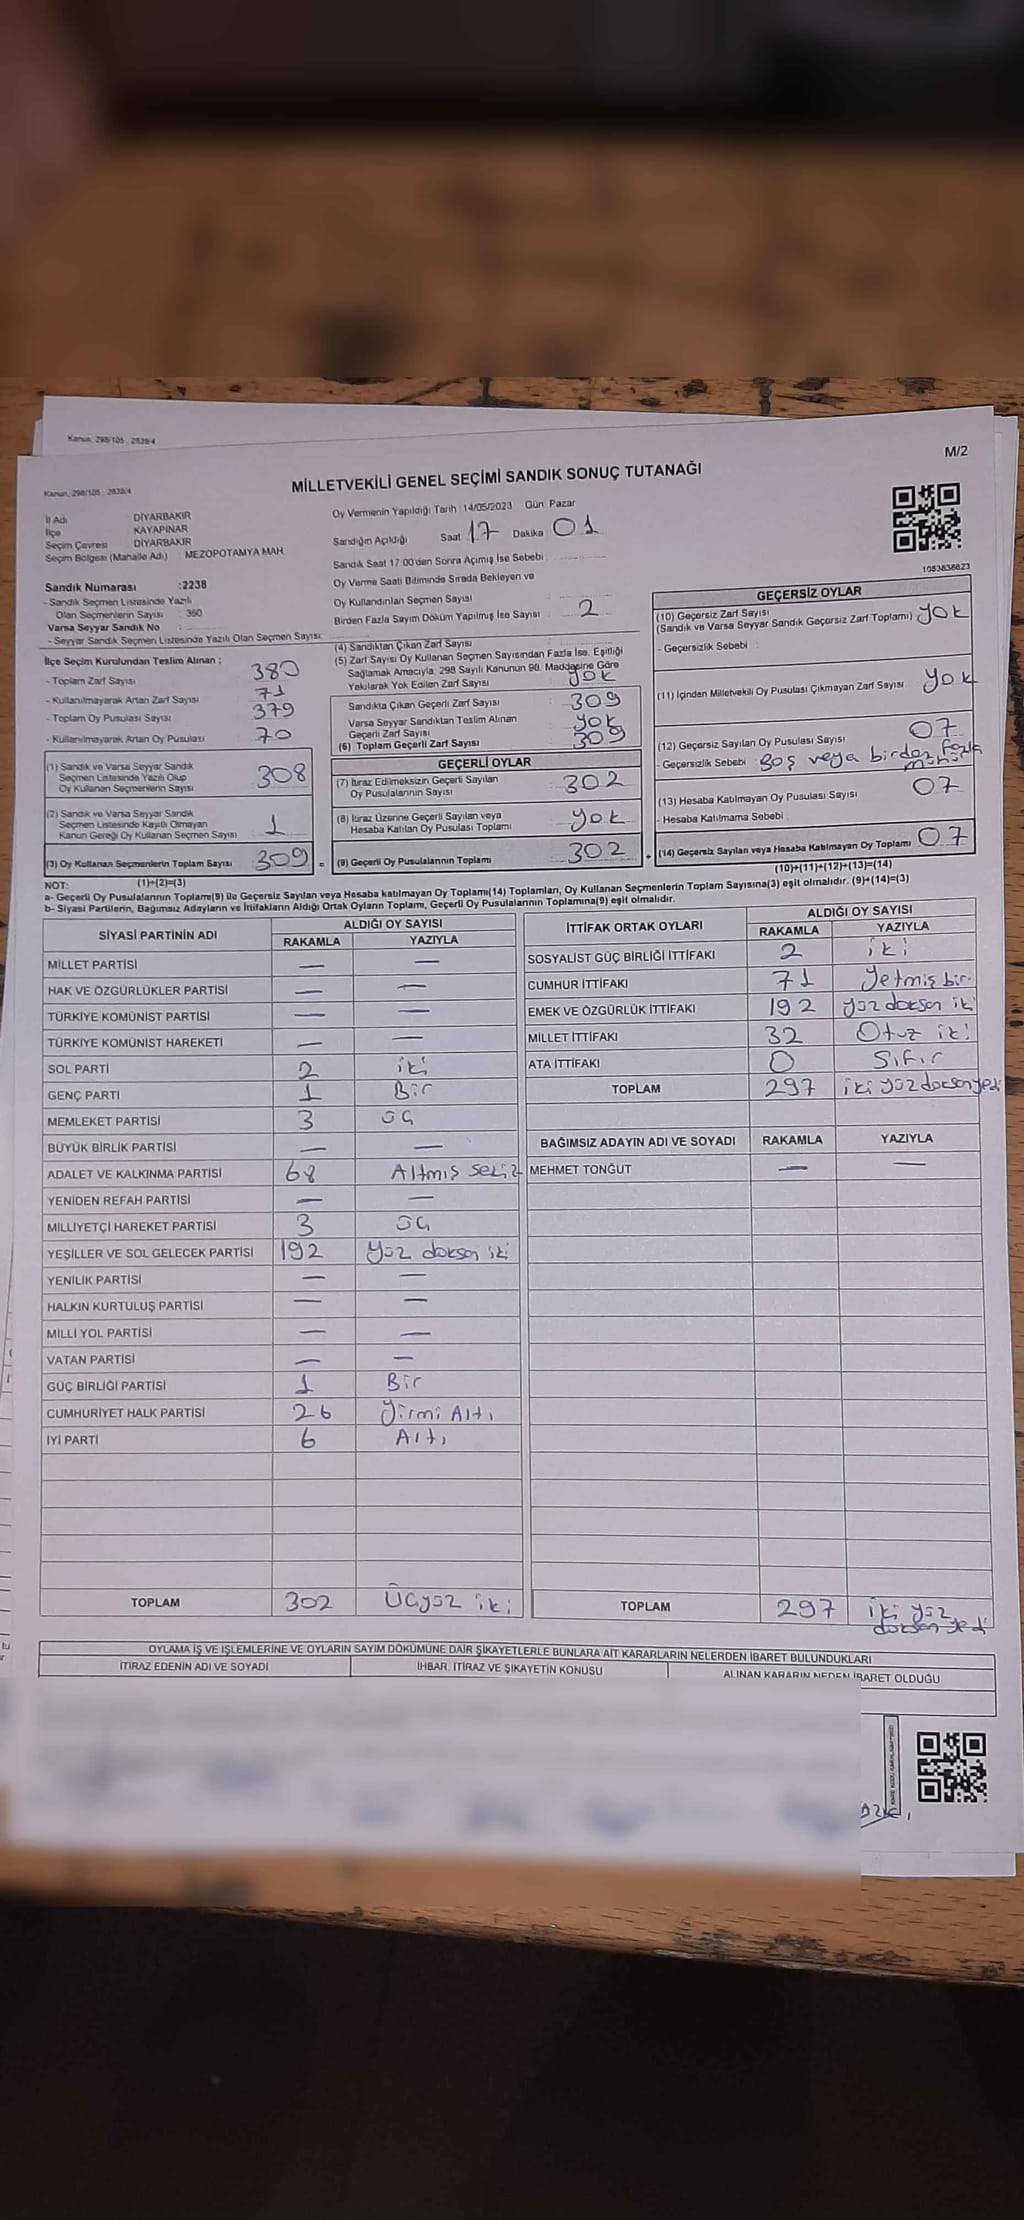 Kanun, 298/105 , 2839/4
Kanun, 298/105 , 2839/4
M/2
MİLLETVEKİLİ GENEL SEÇİMİ SANDIK SONUÇ TUTANAĞI
İl Adı : DİYARBAKIR
İlçe : KAYAPINAR
Seçim Çevresi : DİYARBAKIR
Seçim Bölgesi (Mahalle Adı) : MEZOPOTAMYA MAH.
Sandık Numarası :2238
- Sandık Seçmen Listesinde Yazılı
Olan Seçmenlerin Sayısı : 360
Varsa Seyyar Sandık No :
- Seyyar Sandık Seçmen Listesinde Yazılı Olan Seçmen Sayısı:
Oy Vermenin Yapıldığı Tarih 14/05/2023 Gün Pazar
Sandığın Açıldığı Saat 17 Dakika 01
Sandık Saat 17.00'den Sonra Açımış İse Sebebi :
Oy Verme Saati Bitiminde Sırada Bekleyen ve
Oy Kullandırılan Seçmen Sayısı
Birden Fazla Sayım Döküm Yapılmış İse Sayısı : 2
1083838623
İlçe Seçim Kurulundan Teslim Alınan :
- Toplam Zarf Sayısı : 380
- Kullanılmayarak Artan Zarf Sayısı : 71
- Toplam Oy Pusulası Sayısı : 379
- Kullanılmayarak Artan Oy Pusulası : 70
(1) Sandık ve Varsa Seyyar Sandık
Seçmen Listesinde Yazılı Olup
Oy Kullanan Seçmenlerin Sayısı : 308
(2) Sandık ve Varsa Seyyar Sandık
Seçmen Listesinde Kayıtlı Olmayan
Kanun Gereği Oy Kullanan Seçmen Sayısı : 1
(3) Oy Kullanan Seçmenlerin Toplam Sayısı : 309 =
(1)+(2)=(3)
(4) Sandıktan Çıkan Zarf Sayısı
(5) Zarf Sayısı Oy Kullanan Seçmen Sayısından Fazla İse, Eşitliği
Sağlamak Amacıyla, 298 Sayılı Kanunun 98. Maddesine Göre
Yakılarak Yok Edilen Zarf Sayısı : yok
Sandıkta Çıkan Geçerli Zarf Sayısı : 309
Varsa Seyyar Sandıktan Teslim Alınan
Geçerli Zarf Sayısı : yok
(6) Toplam Geçerli Zarf Sayısı : 309
GEÇERLİ OYLAR
(7) İtiraz Edilmeksizin Geçerli Sayılan
Oy Pusulalarının Sayısı : 302
(8) İtiraz Üzerine Geçerli Sayılan veya
Hesaba Katılan Oy Pusulası Toplamı : yok
(9) Geçerli Oy Pusulalarının Toplamı : 302 +
GEÇERSİZ OYLAR
(10) Geçersiz Zarf Sayısı
(Sandık ve Varsa Seyyar Sandık Geçersiz Zarf Toplamı) : yok
- Geçersizlik Sebebi :
(11) İçinden Milletvekili Oy Pusulası Çıkmayan Zarf Sayısı : yok
(12) Geçersiz Sayılan Oy Pusulası Sayısı : 07
- Geçersizlik Sebebi : Boş veya birden fazla
mühür
(13) Hesaba Katılmayan Oy Pusulası Sayısı : 07
- Hesaba Katılmama Sebebi :
(14) Geçersiz Sayılan veya Hesaba Katılmayan Oy Toplamı : 07
(10)+(11)+(12)+(13)=(14)
NOT:
a- Geçerli Oy Pusulalarının Toplamı(9) ile Geçersiz Sayılan veya Hesaba katılmayan Oy Toplamı(14) Toplamları, Oy Kullanan Seçmenlerin Toplam Sayısına(3) eşit olmalıdır. (9)+(14)=(3)
b- Siyasi Partilerin, Bağımsız Adayların ve İttifakların Aldığı Ortak Oyların Toplam, Geçerli Oy Pusulalarının Toplamına(9) eşit olmalıdır.
SİYASİ PARTİNİN ADI ALDIĞI OY SAYISI
RAKAMLA YAZIYLA
MİLLET PARTİSİ — —
HAK VE ÖZGÜRLÜKLER PARTİSİ — —
TÜRKİYE KOMÜNİST PARTİSİ — —
TÜRKİYE KOMÜNİST HAREKETİ — —
SOL PARTİ 2 iki
GENÇ PARTİ 1 Bir
MEMLEKET PARTİSİ 3 üç
BÜYÜK BİRLİK PARTİSİ — —
ADALET VE KALKINMA PARTİSİ 68 Altmış sekiz
YENİDEN REFAH PARTİSİ — —
MİLLİYETÇİ HAREKET PARTİSİ 3 üç
YEŞİLLER VE SOL GELECEK PARTİSİ 192 yüz doksan iki
YENİLİK PARTİSİ — —
HALKIN KURTULUŞ PARTİSİ — —
MİLLİ YOL PARTİSİ — —
VATAN PARTİSİ — —
GÜÇ BİRLİĞİ PARTİSİ 1 Bir
CUMHURİYET HALK PARTİSİ 26 yirmi Altı
İYİ PARTİ 6 Altı
TOPLAM 302 Üçyüz iki
İTTİFAK ORTAK OYLARI ALDIĞI OY SAYISI
RAKAMLA YAZIYLA
SOSYALİST GÜÇ BİRLİĞİ İTTİFAKI 2 iki
CUMHUR İTTİFAKI 71 yetmiş bir
EMEK VE ÖZGÜRLÜK İTTİFAKI 192 yüz doksan iki
MİLLET İTTİFAKI 32 Otuz iki
ATA İTTİFAKI 0 Sıfır
TOPLAM 297 iki yüz doksan yedi
BAĞIMSIZ ADAYIN ADI VE SOYADI RAKAMLA YAZIYLA
MEHMET TONĞUT — —
TOPLAM 297 iki yüz
doksan yedi
OYLAMA İŞ VE İŞLEMLERİNE VE OYLARIN SAYIM DÖKÜMÜNE DAİR ŞİKAYETLERLE BUNLARA AİT KARARLARIN NELERDEN İBARET BULUNDUKLARI
İTİRAZ EDENİN ADI VE SOYADI İHBAR, İTİRAZ VE ŞİKAYETİN KONUSU ALINAN KARARIN NEDEN İBARET OLDUĞU